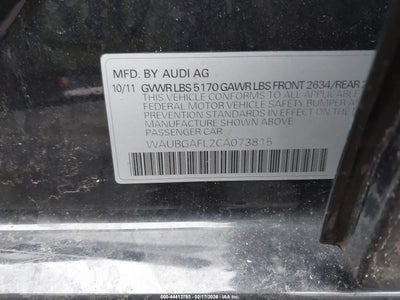 MFD. BY AUDI AG
10/11 GVWR LBS 5170 GAWR LBS FRONT 2634/REAR
THIS VEHICLE CONFORMS TO ALL APPLICABLE
FEDERAL MOTOR VEHICLE SAFETY BUMPER AND
PREVENTION STANDARDS IN EFFECT ON THE
MANUFACTURE SHOWN ABOVE
PASSENGER CAR
WAUBGAFL2CA073815
000-44413793 - 02/17/2026 - IAA